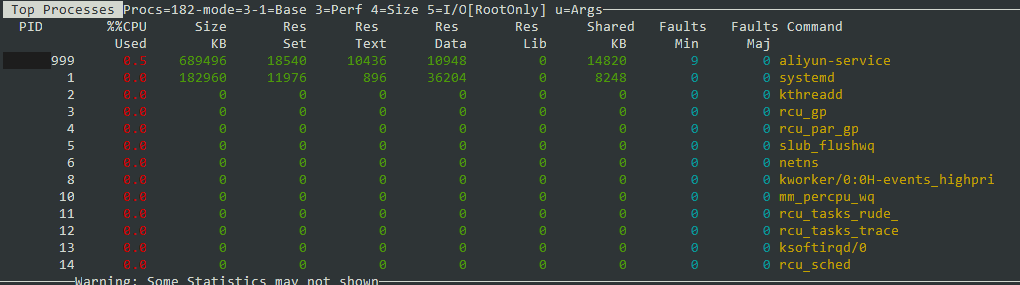 Top Processes Procs=182-mode=3-1=Base 3=Perf 4=Size 5=I/O[RootOnly] u=Args
PID %%CPU Size Res Res Res Res Shared Faults Faults Command
Used KB Set Text Data Lib KB Min Maj
999 0.5 689496 18540 10436 10948 0 14820 9 0 aliyun-service
1 0.0 182960 11976 896 36204 0 8248 0 0 systemd
2 0.0 0 0 0 0 0 0 0 0 kthreadd
3 0.0 0 0 0 0 0 0 0 0 rcu_gp
4 0.0 0 0 0 0 0 0 0 0 rcu_par_gp
5 0.0 0 0 0 0 0 0 0 0 slub_flushwq
6 0.0 0 0 0 0 0 0 0 0 netns
8 0.0 0 0 0 0 0 0 0 0 kworker/0:0H-events_highpri
10 0.0 0 0 0 0 0 0 0 0 mm_percpu_wq
11 0.0 0 0 0 0 0 0 0 0 rcu_tasks_rude_
12 0.0 0 0 0 0 0 0 0 0 rcu_tasks_trace
13 0.0 0 0 0 0 0 0 0 0 ksoftirqd/0
14 0.0 0 0 0 0 0 0 0 0 rcu_sched
Warning: Some Statistics may not shown